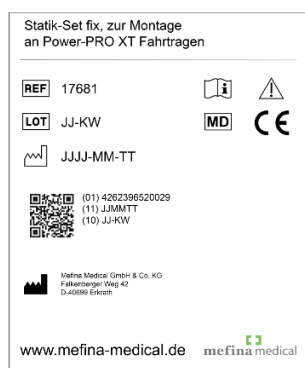 Statik-Set fix, zur Montage
an Power-PRO XT Fahrtragen
REF 17681
LOT JJ-KW
MD CE
JJJJ-MM-TT
(01) 4262396520029
(11) JJMMTT
(10) JJ-KW
Mefina Medical GmbH & Co. KG
Falkenberger Weg 42
D-40699 Erkrath
www.mefina-medical.de
mefina medical